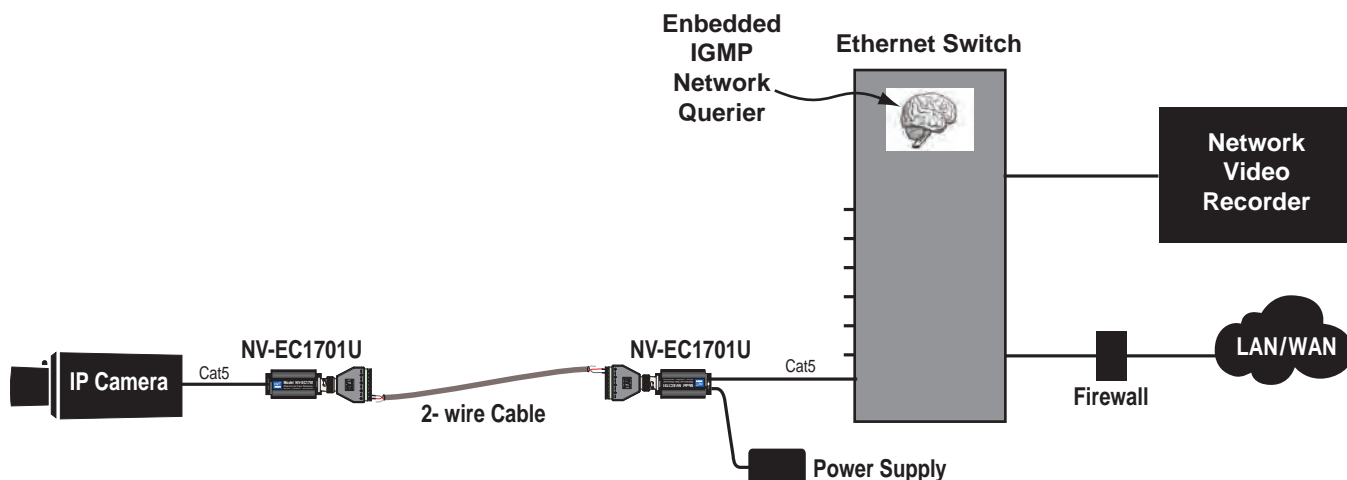 Enbedded
IGMP
Network
Querier
Ethernet Switch
Network
Video
Recorder
NV-EC1701U
NV-EC1701U
IP Camera
Cat5
2- wire Cable
Cat5
LAN/WAN
Firewall
Power Supply